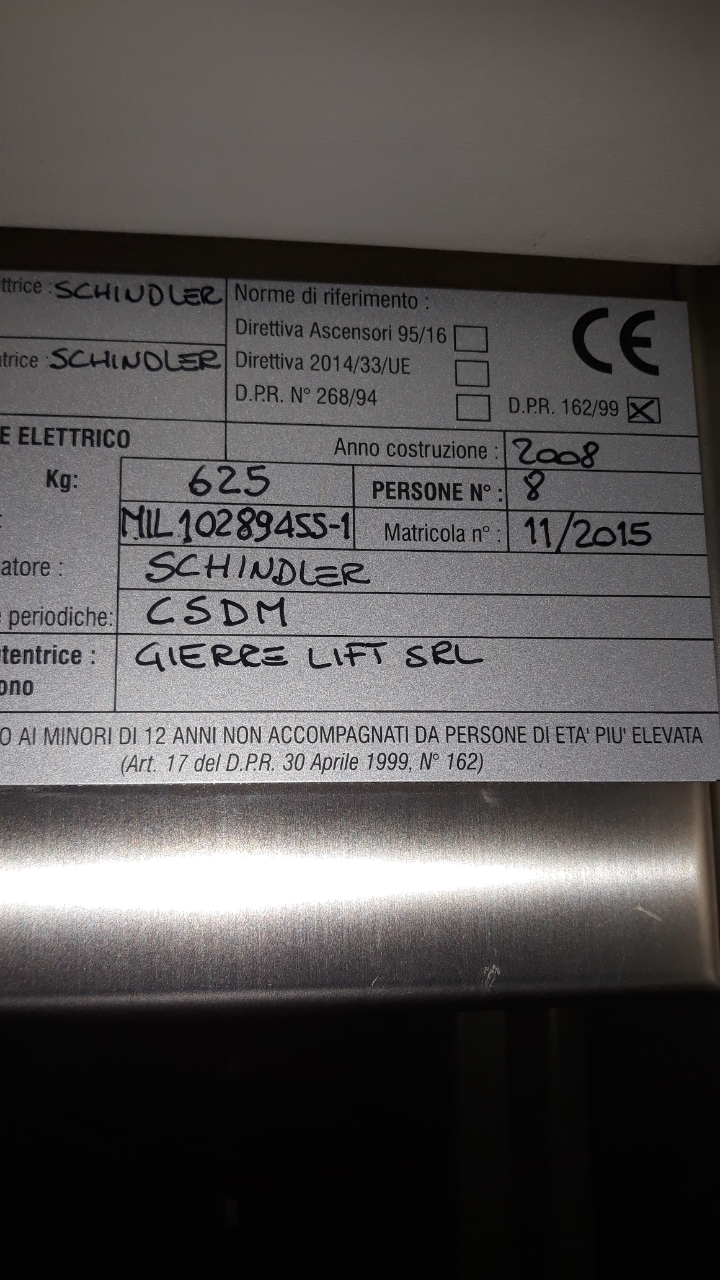 ttrice : SCHINDLER
Norme di riferimento :
CE
Direttiva Ascensori 95/16
trice : SCHINDLER
Direttiva 2014/33/UE
D.P.R. N° 268/94
D.P.R. 162/99 X
E ELETTRICO
Anno costruzione : 2008
Kg: 625 PERSONE N° : 8
: MIL10289455-1 Matricola n° : 11/2015
atore : SCHINDLER
periodiche: CSDM
tentrice : GIERRE LIFT SRL
ono
O AI MINORI DI 12 ANNI NON ACCOMPAGNATI DA PERSONE DI ETA' PIU' ELEVATA
(Art. 17 del D.P.R. 30 Aprile 1999, N° 162)